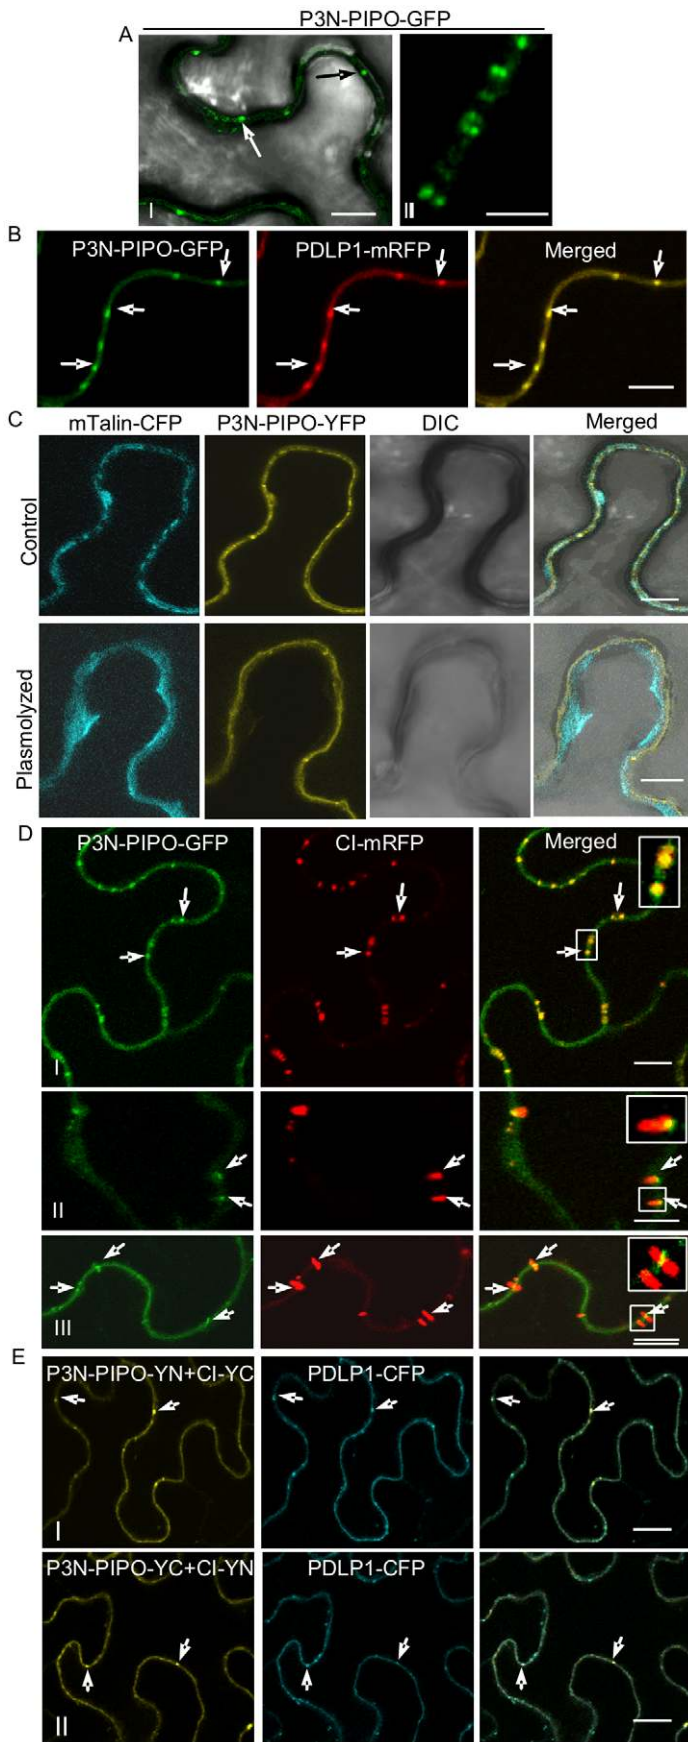 P3N-PIPO-GFP
A
I
II
B
P3N-PIPO-GFP
PDLP1-mRFP
Merged
C
mTalin-CFP
P3N-PIPO-YFP
DIC
Merged
Control
Plasmolyzed
D
P3N-PIPO-GFP
CI-mRFP
Merged
I
II
III
E
P3N-PIPO-YN+CI-YC
PDLP1-CFP
I
P3N-PIPO-YC+CI-YN
PDLP1-CFP
II